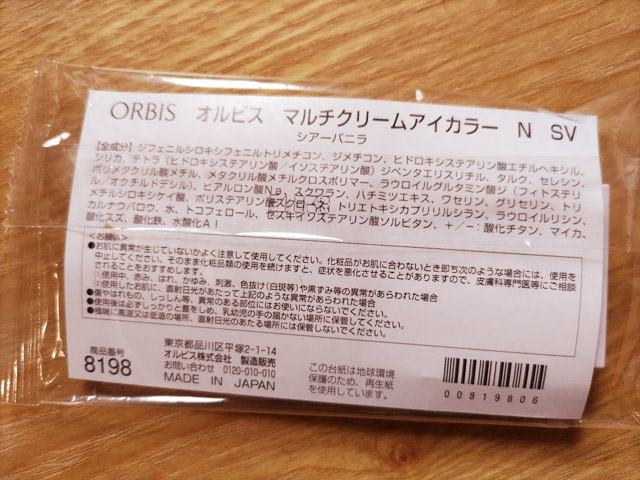 ORBIS オルビス マルチクリームアイカラー N SV
シアーバニラ
【全成分】ジフェニルシロキシフェニルトリメチコン、ジメチコン、ヒドロキシステアリン酸エチルヘキシル、
シリカ、テトラ(ヒドロキシステアリン酸/イソステアリン酸)ジペンタエリスリチル、タルク、セレシン、
ポリメタクリル酸メチル、メタクリル酸メチルクロスポリマー、ラウロイルグルタミン酸ジ(フィトステリ
ル/オクチルドデシル)、ヒアルロン酸Na、スクワラン、ハチミツエキス、ワセリン、グリセリン、トリ
メチルシロキシケイ酸、ポリステアリン酸スクロース、トリエトキシカプリリルシラン、ラウロイルリシン、
カルナウバロウ、水、トコフェロール、セスキイソステアリン酸ソルビタン、+/-:酸化チタン、マイカ、
酸化スズ、酸化鉄、水酸化Al
<お願い>
●お肌に異常が生じていないかよく注意して使用してください。化粧品がお肌に合わないとき即ち次のような場合には、使用を
中止してください。そのまま化粧品類の使用を続けますと、症状を悪化させることがありますので、皮膚科専門医等にご相談
されることをおすすめします。
①使用中、赤み、はれ、かゆみ、刺激、色抜け(白斑等)や黒ずみ等の異常があらわれた場合
②使用したお肌に、直射日光があたって上記のような異常があらわれた場合
●傷やはれもの、しっしん等、異常のある部位にはお使いにならないでください。
●使用後は必ずしっかりと蓋をしめ、乳幼児の手の届かない場所に保管してください。
●極端に高温又は低温の場所、直射日光のあたる場所には保管しないでください。
商品番号
8198
東京都品川区平塚2-1-14
オルビス株式会社 製造販売
お問い合わせ 0120-010-010
MADE IN JAPAN
この台紙は地球環境
保護のため、再生紙
を使用しています。
00819806